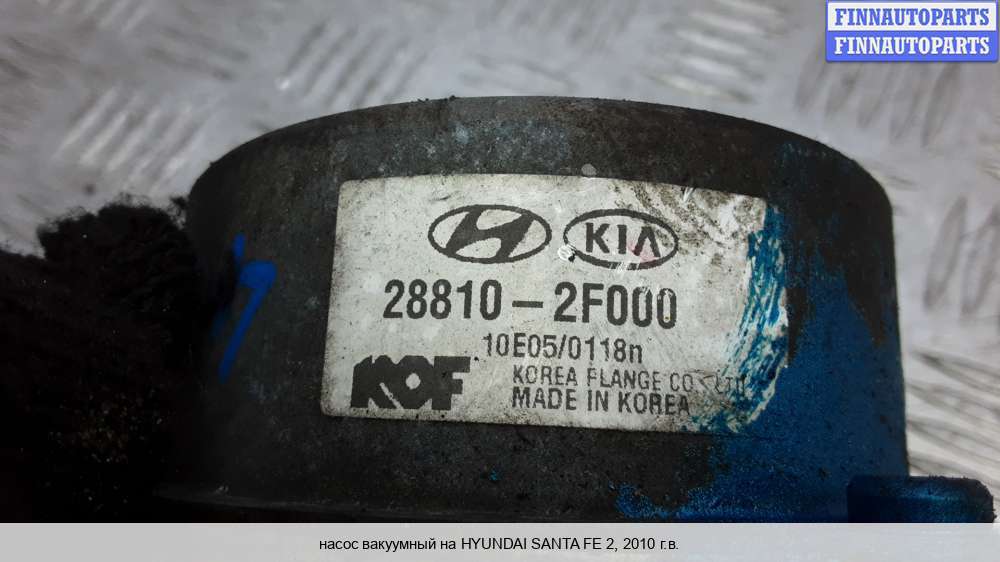 FINNAUTOPARTS
FINNAUTOPARTS
KIA
28810-2F000
10E05/0118n
KOF
KOREA FLANGE CO., LTD
MADE IN KOREA
насос вакуумный на HYUNDAI SANTA FE 2, 2010 г.в.